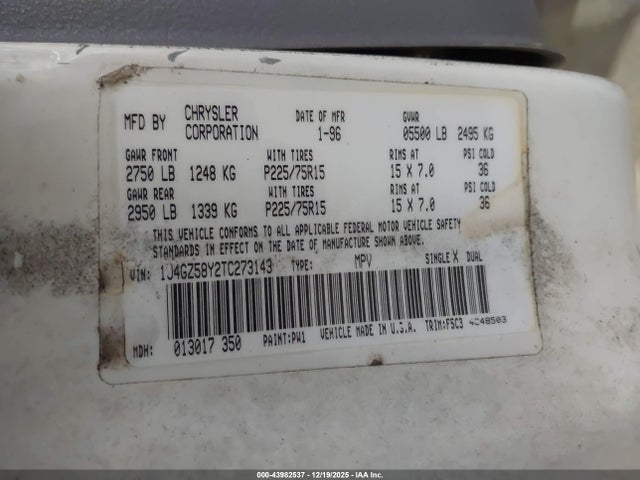 MFD BY CHRYSLER CORPORATION DATE OF MFR 1-96 GVWR 05500 LB 2495 KG
GAWR FRONT WITH TIRES RIMS AT PSI COLD
2750 LB 1248 KG P225/75R15 15 X 7.0 36
GAWR REAR WITH TIRES RIMS AT PSI COLD
2950 LB 1339 KG P225/75R15 15 X 7.0 36
THIS VEHICLE CONFORMS TO ALL APPLICABLE FEDERAL MOTOR VEHICLE SAFETY
STANDARDS IN EFFECT ON THE DATE OF MANUFACTURE SHOWN ABOVE.
VIN: 1J4GZ58Y2TC273143 TYPE: MPV SINGLE X DUAL
MDH: 013017 350 PAINT:PW1 VEHICLE MADE IN U.S.A. TRIM:F5C3 4248503
000-43982537 - 12/19/2025 - IAA Inc.